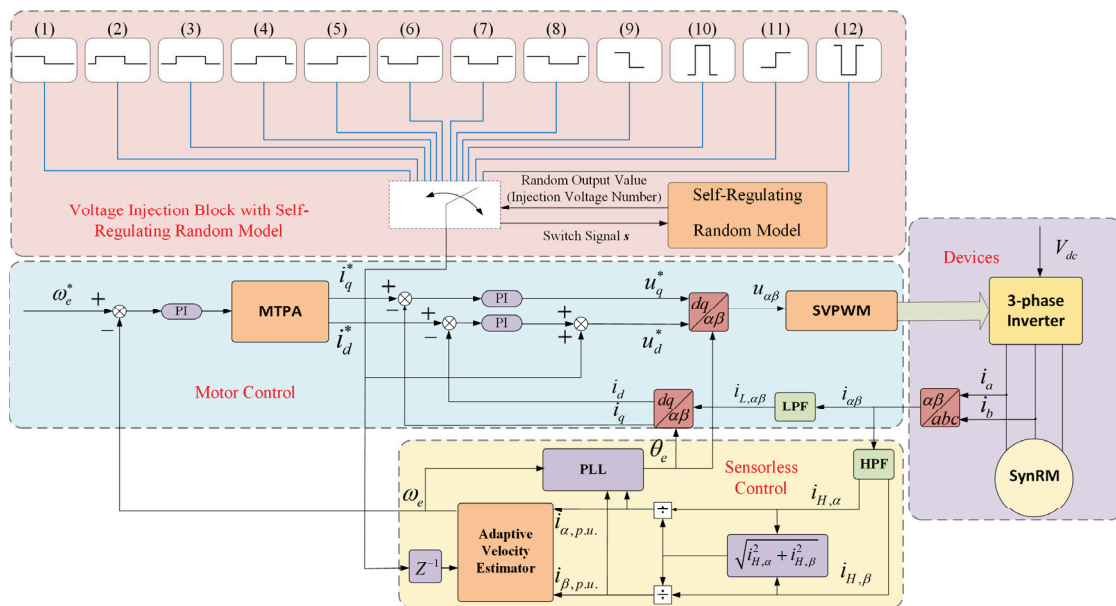 (1) (2) (3) (4) (5) (6) (7) (8) (9) (10) (11) (12)
Random Output Value
(Injection Voltage Number)
Self-Regulating
Random Model
Switch Signal s
Voltage Injection Block with Self-
Regulating Random Model
Devices
V_dc
3-phase
Inverter
i_a
i_b
αβ/abc
SynRM
ω_e^*
+
−
PI
MTPA
i_q^*
i_d^*
+
−
+
−
PI
PI
+
+
u_q^*
u_d^*
dq/αβ
u_αβ
SVPWM
Motor Control
i_d
i_q
dq/αβ
i_L,αβ
LPF
i_αβ
θ_e
PLL
Sensorless
Control
HPF
ω_e
Adaptive
Velocity
Estimator
i_α,p.u.
i_β,p.u.
÷
÷
i_H,α
√(i_H,α^2 + i_H,β^2)
i_H,β
Z^-1